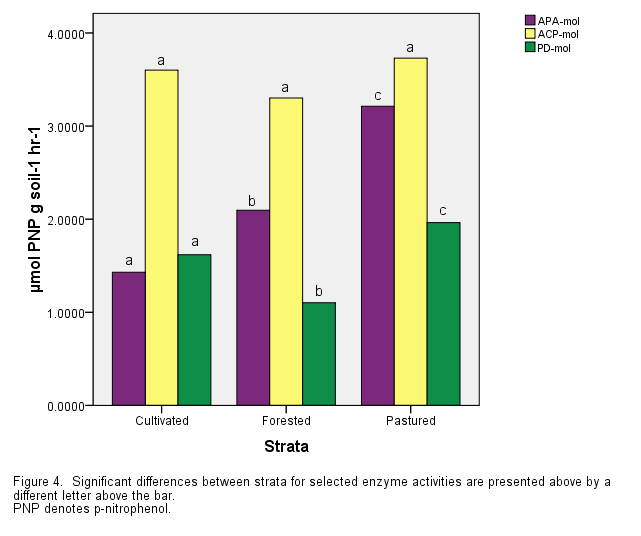 APA-mol
ACP-mol
PD-mol
4.0000
3.0000
2.0000
1.0000
0.0000
µmol PNP g soil-1 hr-1
a
a
a
b
a
b
c
a
c
Cultivated
Forested
Pastured
Strata
Figure 4.  Significant differences between strata for selected enzyme activities are presented above by a
different letter above the bar.
PNP denotes p-nitrophenol.